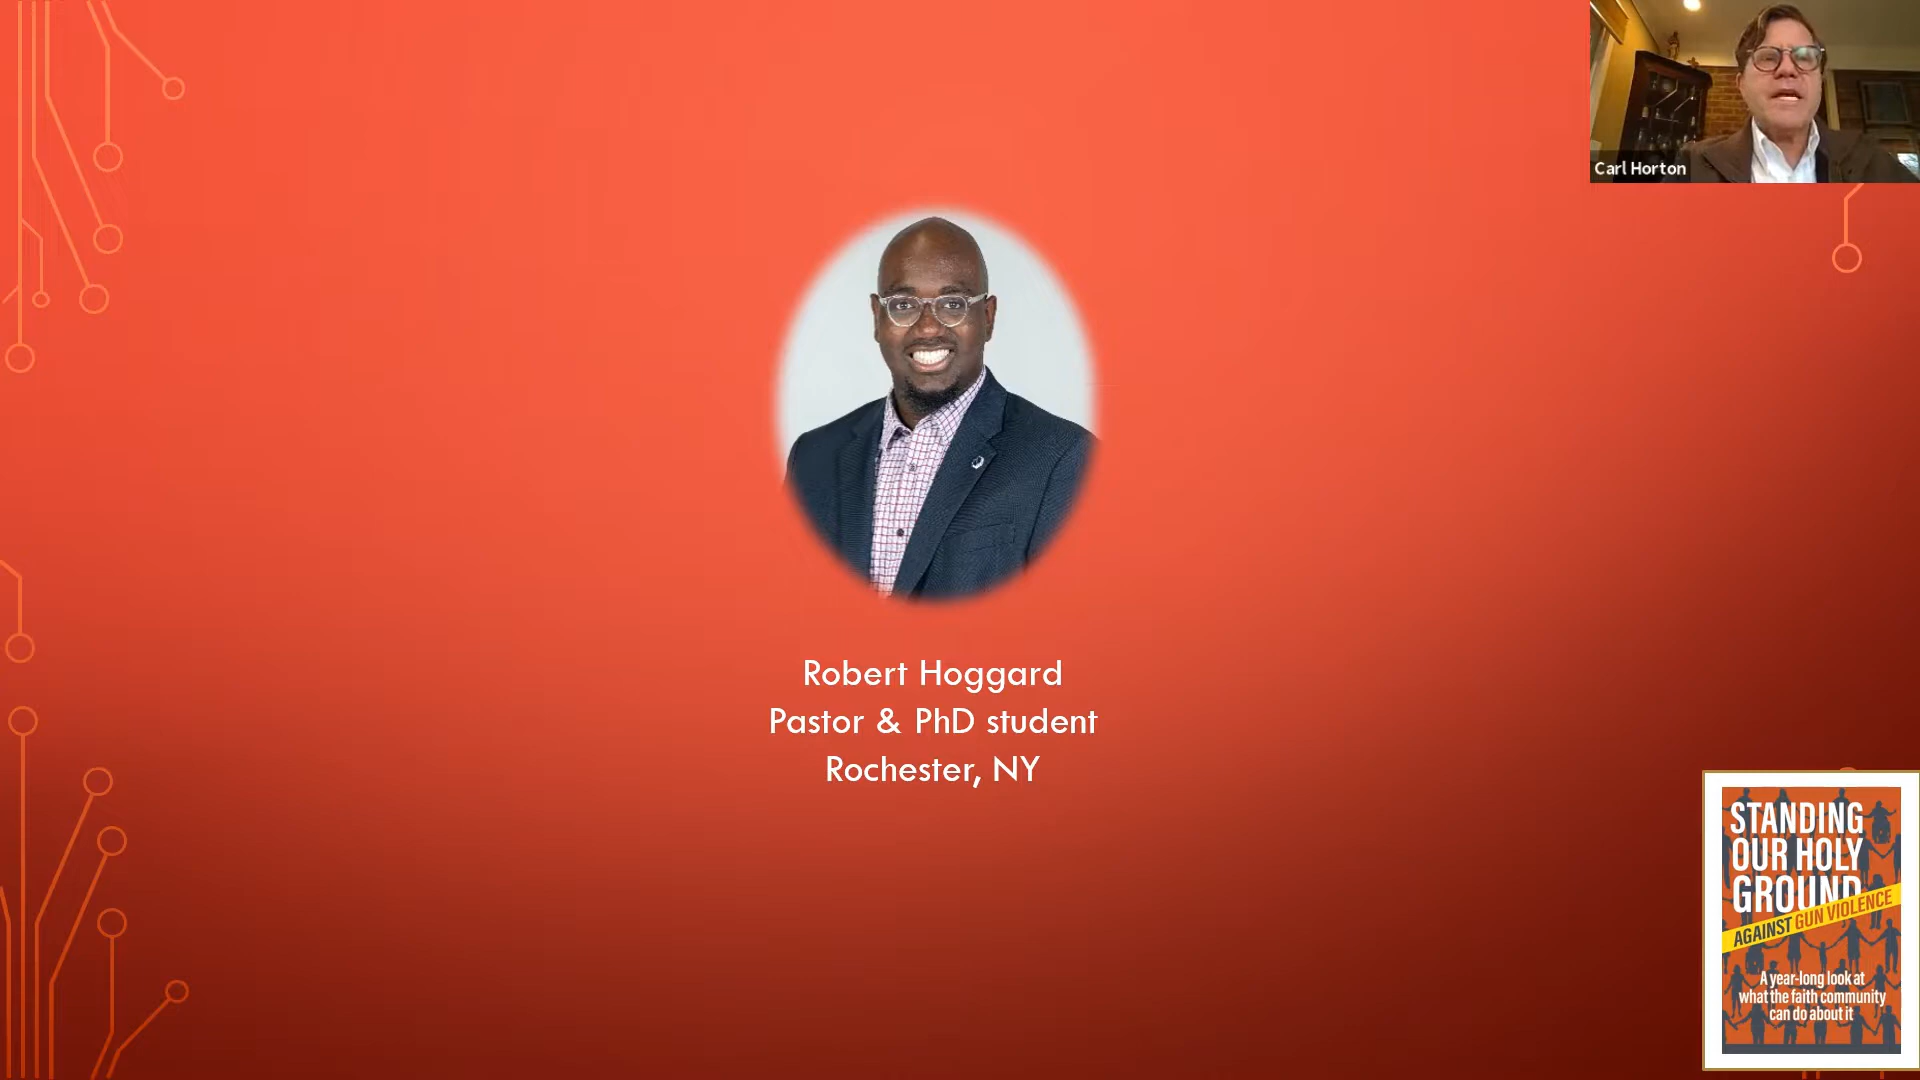 Carl Horton
Robert Hoggard
Pastor & PhD student
Rochester, NY
STANDING
OUR HOLY
GROUND
AGAINST GUN VIOLENCE
A year-long look at
what the faith community
can do about it